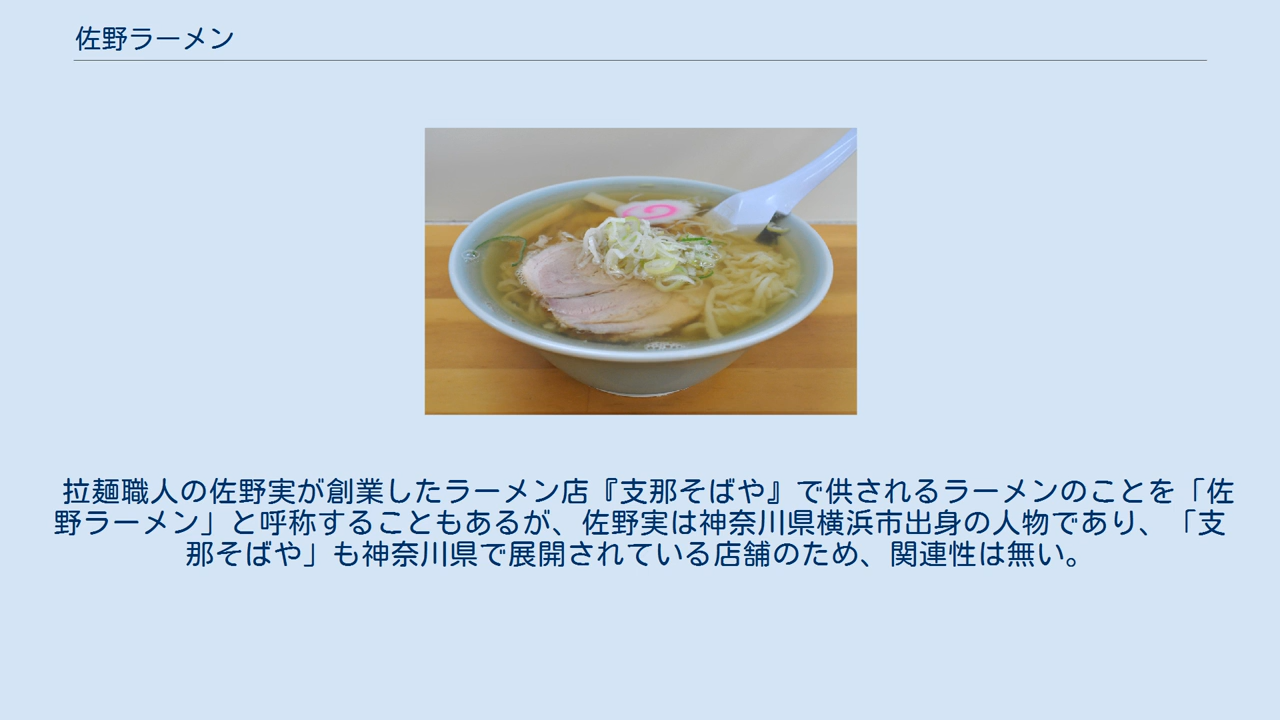 佐野ラーメン
拉麺職人の佐野実が創業したラーメン店『支那そばや』で供されるラーメンのことを「佐
野ラーメン」と呼称することもあるが、佐野実は神奈川県横浜市出身の人物であり、「支
那そばや」も神奈川県で展開されている店舗のため、関連性は無い。